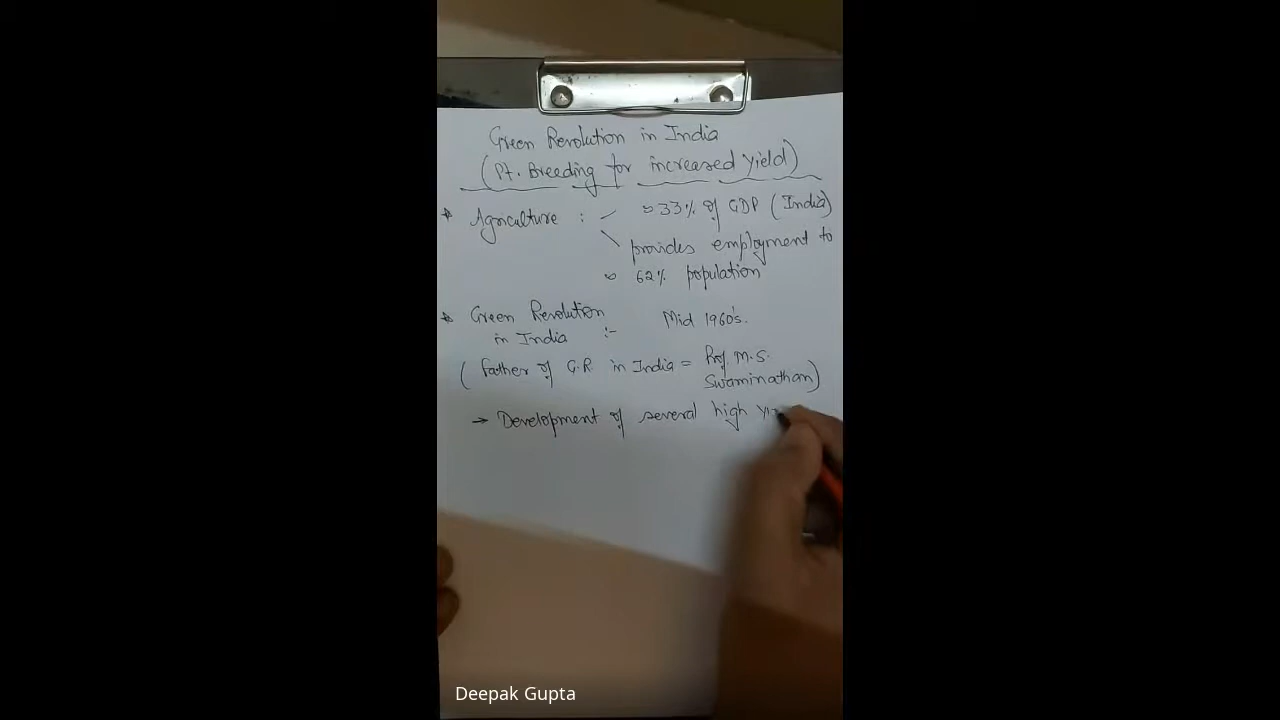 Green Revolution in India
(Pt. Breeding for increased yield)
* Agriculture : ~ 33% of GDP (India)
provides employment to
~ 62% population
* Green Revolution
in India :- Mid 1960's.
(Father of G.R. in India = Prof. M.S.
Swaminathan)
→ Development of several high
Deepak Gupta